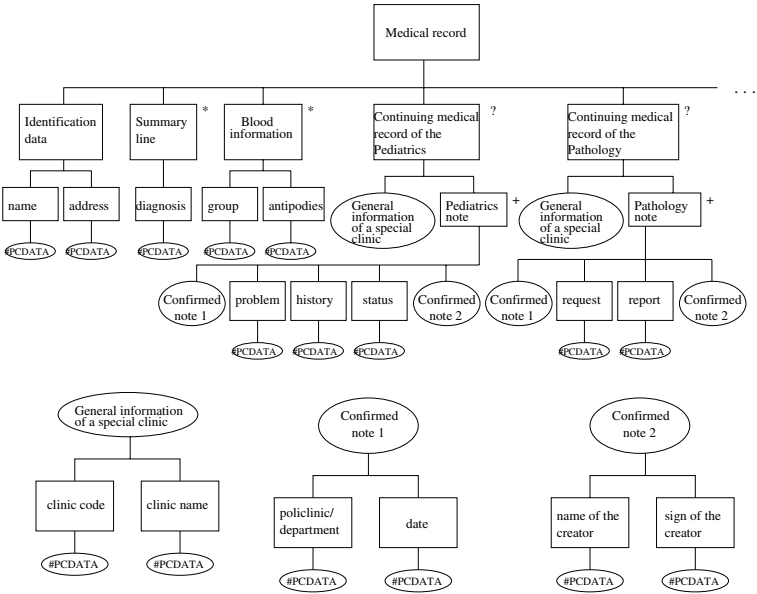 Medical record
. . .
Identification
data
Summary
line
*
Blood
information
*
Continuing medical
record of the
Pediatrics
?
Continuing medical
record of the
Pathology
?
name
address
diagnosis
group
antipodies
General
information
of a special
clinic
Pediatrics
note
+
General
information
of a special
clinic
Pathology
note
+
#PCDATA
#PCDATA
#PCDATA
#PCDATA
#PCDATA
Confirmed
note 1
problem
history
status
Confirmed
note 2
Confirmed
note 1
request
report
Confirmed
note 2
#PCDATA
#PCDATA
#PCDATA
#PCDATA
#PCDATA
General information
of a special clinic
Confirmed
note 1
Confirmed
note 2
clinic code
clinic name
policlinic/
department
date
name of the
creator
sign of the
creator
#PCDATA
#PCDATA
#PCDATA
#PCDATA
#PCDATA
#PCDATA